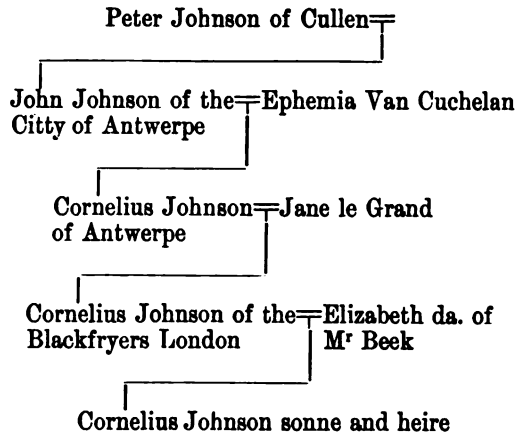 Peter Johnson of Cullen
John Johnson of the Ephemia Van Cuchelan
Citty of Antwerpe
Cornelius Johnson Jane le Grand
of Antwerpe
Cornelius Johnson of the Elizabeth da. of
Blackfryers London Mʳ Beek
Cornelius Johnson sonne and heire